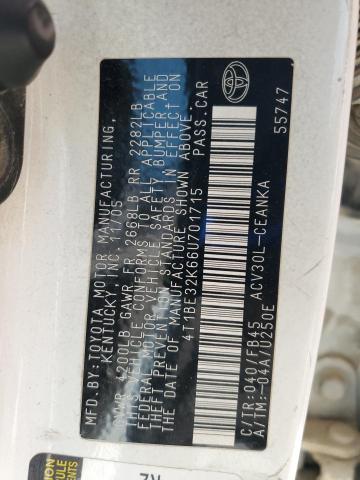 MFD.BY:TOYOTA MOTOR MANUFACTURING,
KENTUCKY, INC. 11/05
GVWR 4200LB GAWR FR 2668LB RR 2282LB
THIS VEHICLE CONFORMS TO ALL APPLICABLE
FEDERAL MOTOR VEHICLE SAFETY, BUMPER, AND
THEFT PREVENTION STANDARDS IN EFFECT ON
THE DATE OF MANUFACTURE SHOWN ABOVE.
4T1BE32K66U701715 PASS.CAR
C/TR:040/FB45 ACV30L-CEANKA
A/TM:-04A/U250E 55747
TOYOTA